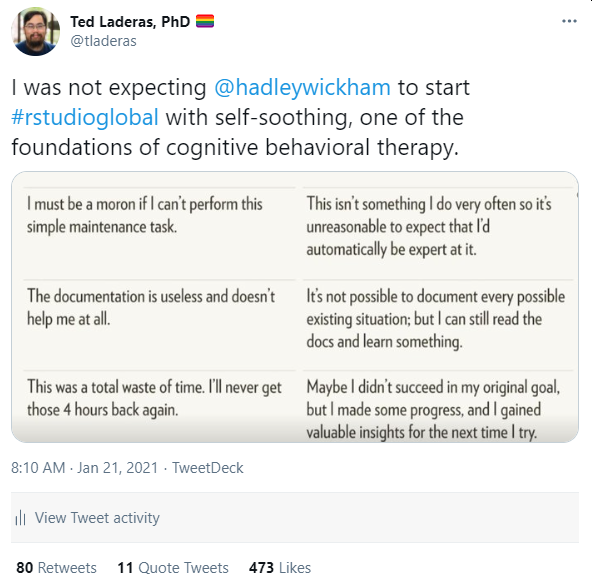 Ted Laderas, PhD 🏳️‍🌈
@tladeras
I was not expecting @hadleywickham to start
#rstudioglobal with self-soothing, one of the
foundations of cognitive behavioral therapy.
I must be a moron if I can't perform this
simple maintenance task.
This isn't something I do very often so it's
unreasonable to expect that I'd
automatically be expert at it.
The documentation is useless and doesn't
help me at all.
It's not possible to document every possible
existing situation; but I can still read the
docs and learn something.
This was a total waste of time. I'll never get
those 4 hours back again.
Maybe I didn't succeed in my original goal,
but I made some progress, and I gained
valuable insights for the next time I try.
8:10 AM · Jan 21, 2021 · TweetDeck
View Tweet activity
80 Retweets 11 Quote Tweets 473 Likes